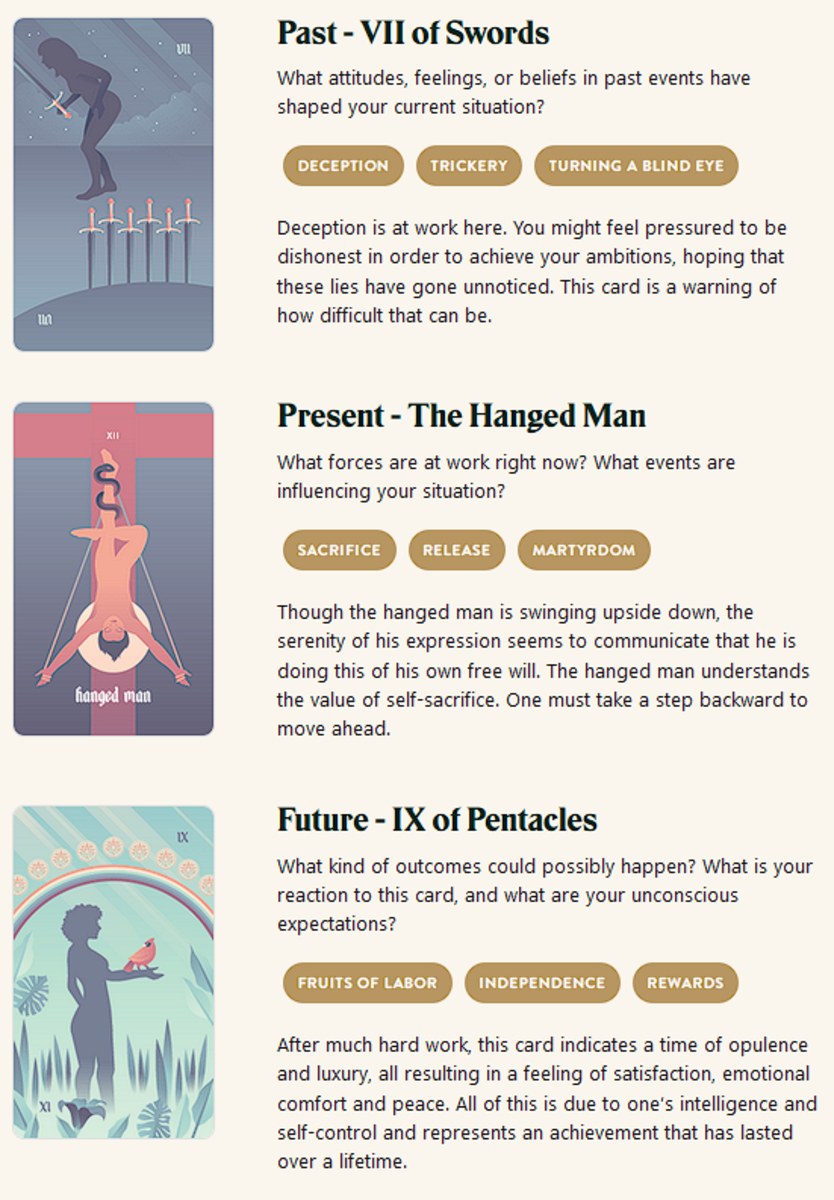 VII
Past - VII of Swords
What attitudes, feelings, or beliefs in past events have
shaped your current situation?
DECEPTION TRICKERY TURNING A BLIND EYE
Deception is at work here. You might feel pressured to be
dishonest in order to achieve your ambitions, hoping that
these lies have gone unnoticed. This card is a warning of
how difficult that can be.
VII
Present - The Hanged Man
XII
What forces are at work right now? What events are
influencing your situation?
SACRIFICE RELEASE MARTYRDOM
Though the hanged man is swinging upside down, the
serenity of his expression seems to communicate that he is
doing this of his own free will. The hanged man understands
the value of self-sacrifice. One must take a step backward to
move ahead.
hanged man
Future - IX of Pentacles
IX
What kind of outcomes could possibly happen? What is your
reaction to this card, and what are your unconscious
expectations?
FRUITS OF LABOR INDEPENDENCE REWARDS
After much hard work, this card indicates a time of opulence
and luxury, all resulting in a feeling of satisfaction, emotional
comfort and peace. All of this is due to one's intelligence and
self-control and represents an achievement that has lasted
over a lifetime.
XI